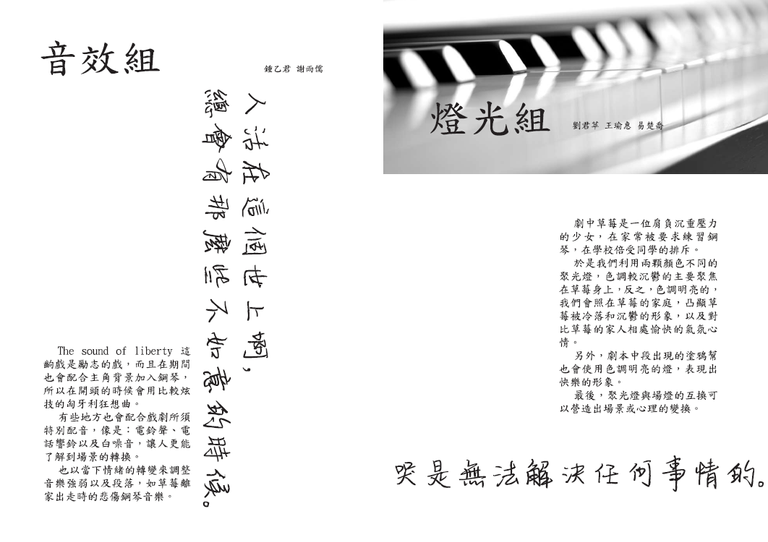 音效組
鍾乙君 謝雨儒
人活在這個世上啊，
總會有那麼些不如意的時候。
The sound of liberty 這
齣戲是勵志的戲，而且在期間
也會配合主角背景加入鋼琴，
所以在開頭的時侯會用比較炫
技的匈牙利狂想曲。
有些地方也會配合戲劇所須
特別配音，像是：電鈴聲、電
話響鈴以及白噪音，讓人更能
了解到場景的轉換。
也以當下情緒的轉變來調整
音樂強弱以及段落，如草莓離
家出走時的悲傷鋼琴音樂。
燈光組
劉君苹 王瑜惠 易楚喬
劇中草莓是一位肩負沉重壓力
的少女，在家常被要求練習鋼
琴，在學校倍受同學的排斥。
於是我們利用兩顆顏色不同的
聚光燈，色調較沉鬱的主要聚焦
在草莓身上，反之，色調明亮的，
我們會照在草莓的家庭，凸顯草
莓被冷落和沉鬱的形象，以及對
比草莓的家人相處愉快的氣氛心
情。
另外，劇本中段出現的塗鴉幫
也會使用色調明亮的燈，表現出
快樂的形象。
最後，聚光燈與場燈的互換可
以營造出場景或心理的變換。
哭是無法解決任何事情的。